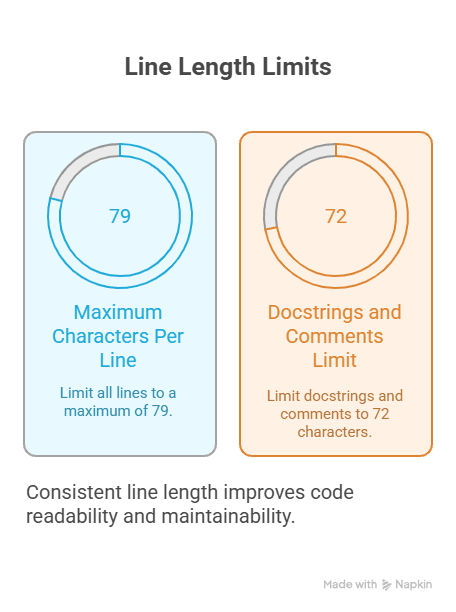 Line Length Limits
79
Maximum
Characters Per
Line
Limit all lines to a
maximum of 79.
72
Docstrings and
Comments
Limit
Limit docstrings and
comments to 72
characters.
Consistent line length improves code
readability and maintainability.
Made with Napkin